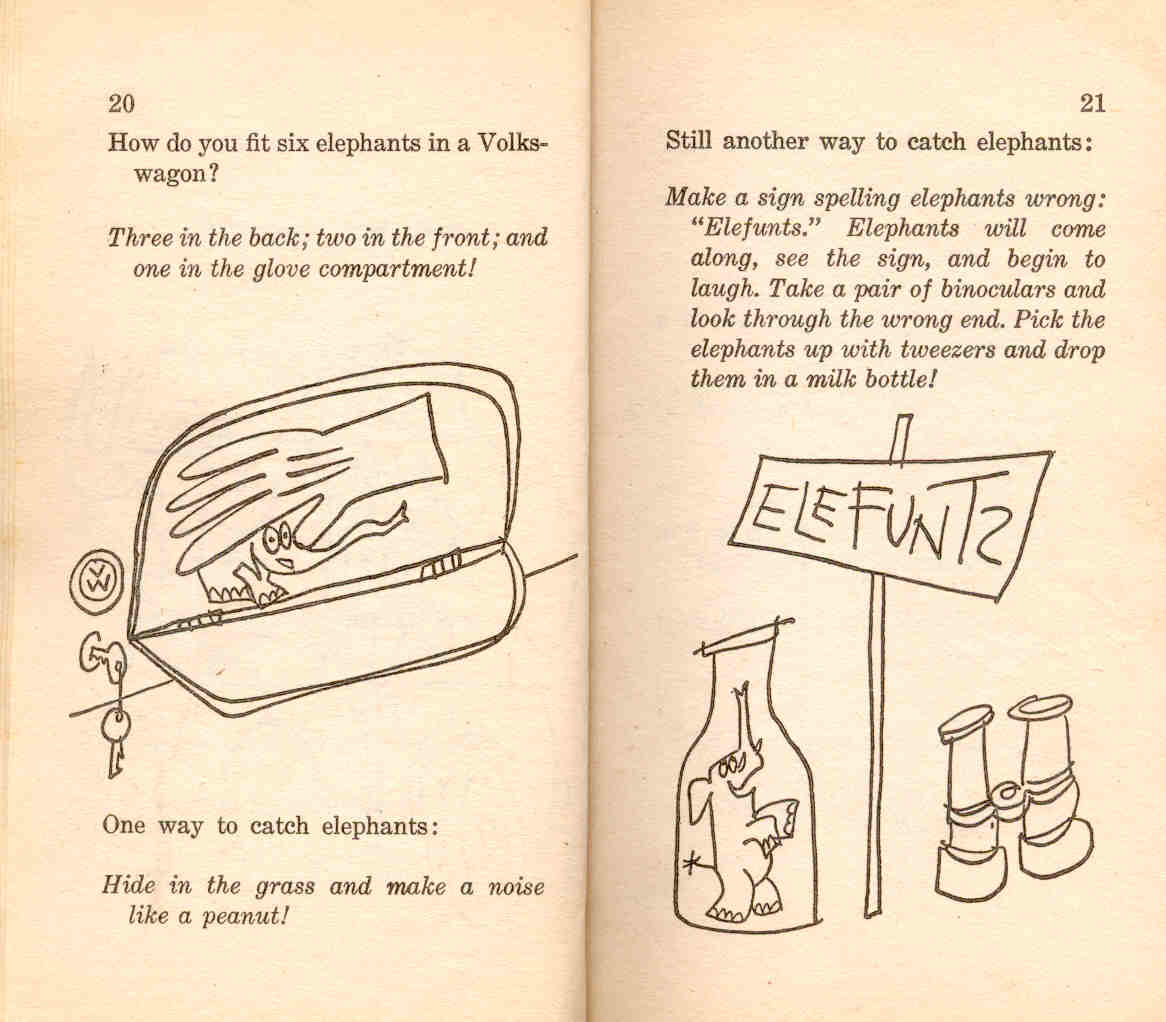 20
How do you fit six elephants in a Volks-
wagon?
Three in the back; two in the front; and
one in the glove compartment!
VW
One way to catch elephants:
Hide in the grass and make a noise
like a peanut!
21
Still another way to catch elephants:
Make a sign spelling elephants wrong:
“Elefunts.” Elephants will come
along, see the sign, and begin to
laugh. Take a pair of binoculars and
look through the wrong end. Pick the
elephants up with tweezers and drop
them in a milk bottle!
ELEFUNTS